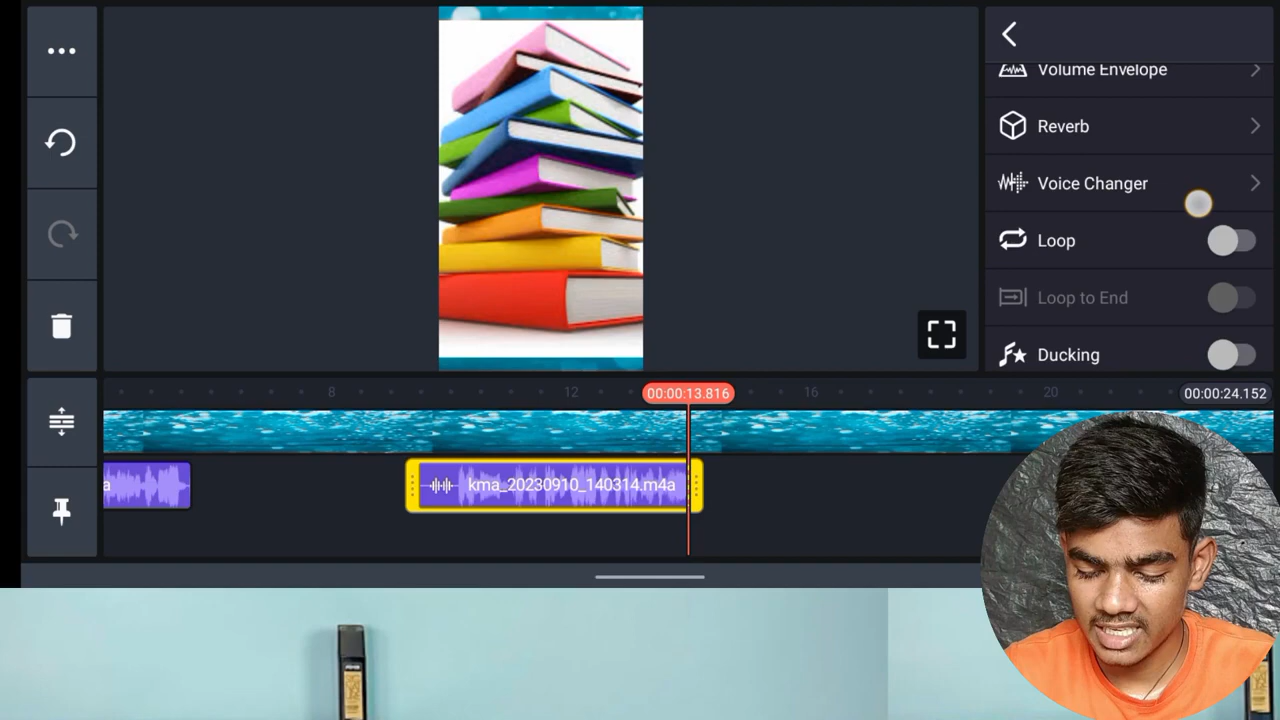 Volume Envelope
Reverb
Voice Changer
Loop
Loop to End
Ducking
8
12
00:00:13.816
16
20
00:00:24.152
a
kma_20230910_140314.m4a